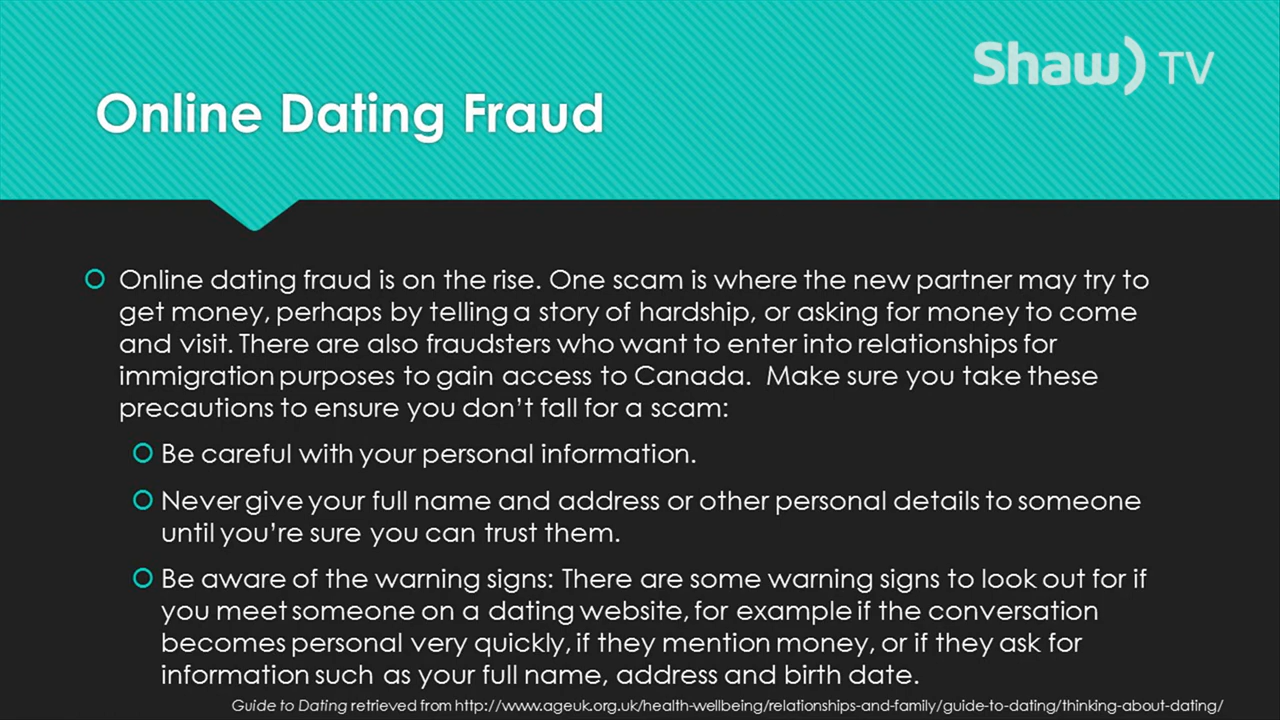 Shaw) TV
Online Dating Fraud
Online dating fraud is on the rise. One scam is where the new partner may try to
get money, perhaps by telling a story of hardship, or asking for money to come
and visit. There are also fraudsters who want to enter into relationships for
immigration purposes to gain access to Canada.  Make sure you take these
precautions to ensure you don’t fall for a scam:
Be careful with your personal information.
Never give your full name and address or other personal details to someone
until you’re sure you can trust them.
Be aware of the warning signs: There are some warning signs to look out for if
you meet someone on a dating website, for example if the conversation
becomes personal very quickly, if they mention money, or if they ask for
information such as your full name, address and birth date.
Guide to Dating retrieved from http://www.ageuk.org.uk/health-wellbeing/relationships-and-family/guide-to-dating/thinking-about-dating/